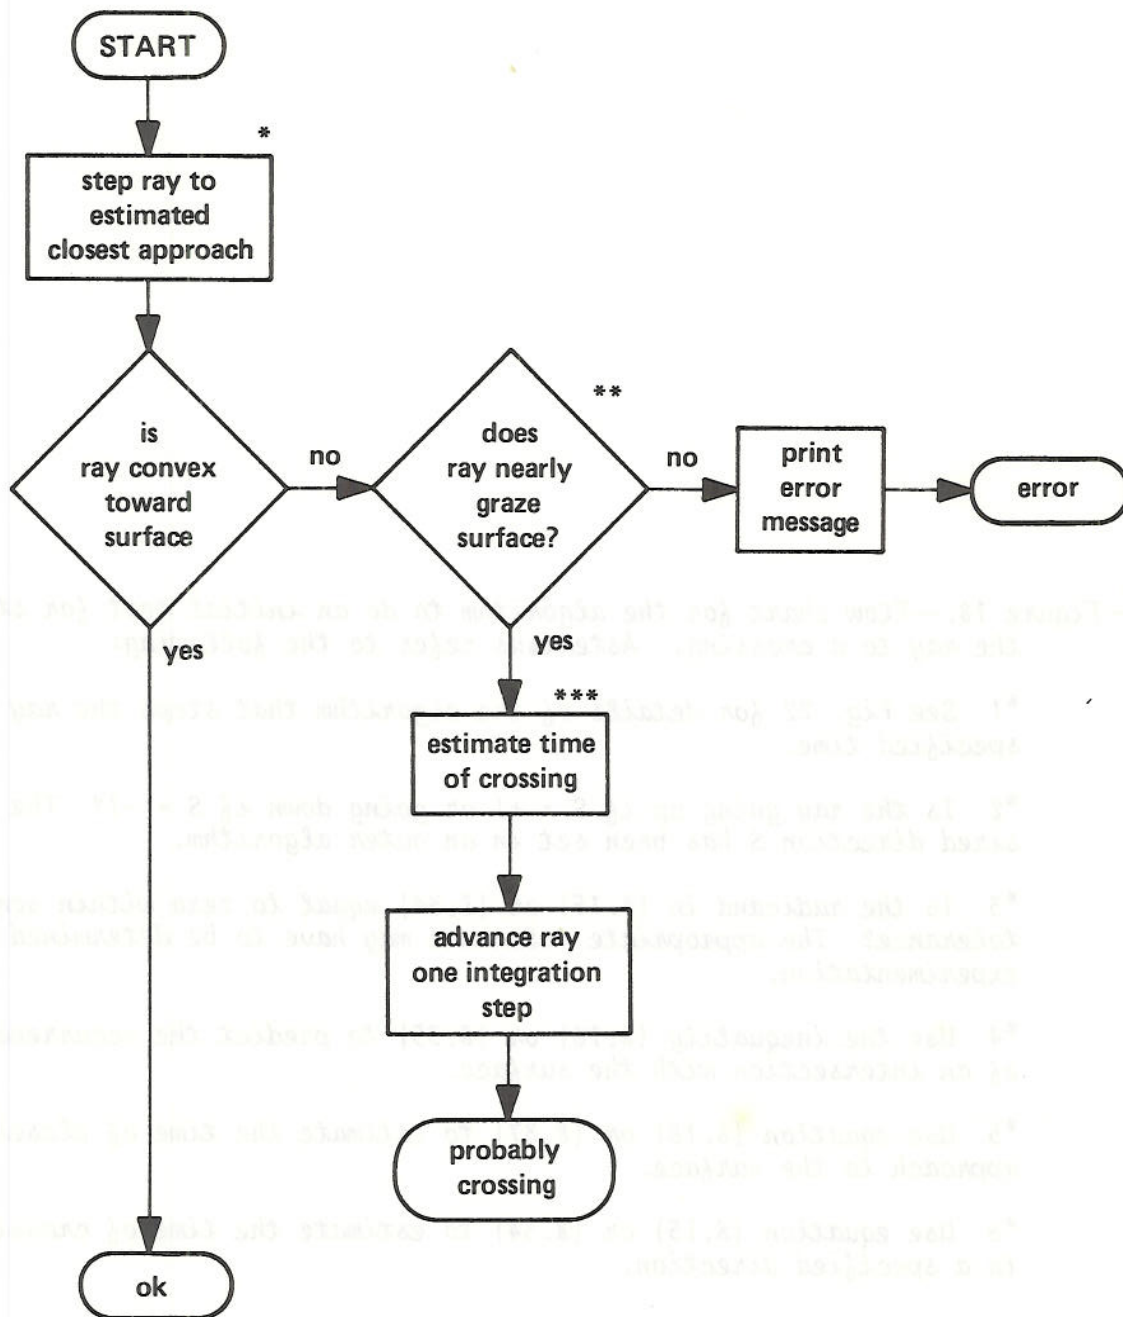 START
*
step ray to
estimated
closest approach
is
ray convex
toward
surface
no
**
does
ray nearly
graze
surface?
no
print
error
message
error
yes
yes
***
estimate time
of crossing
advance ray
one integration
step
probably
crossing
ok